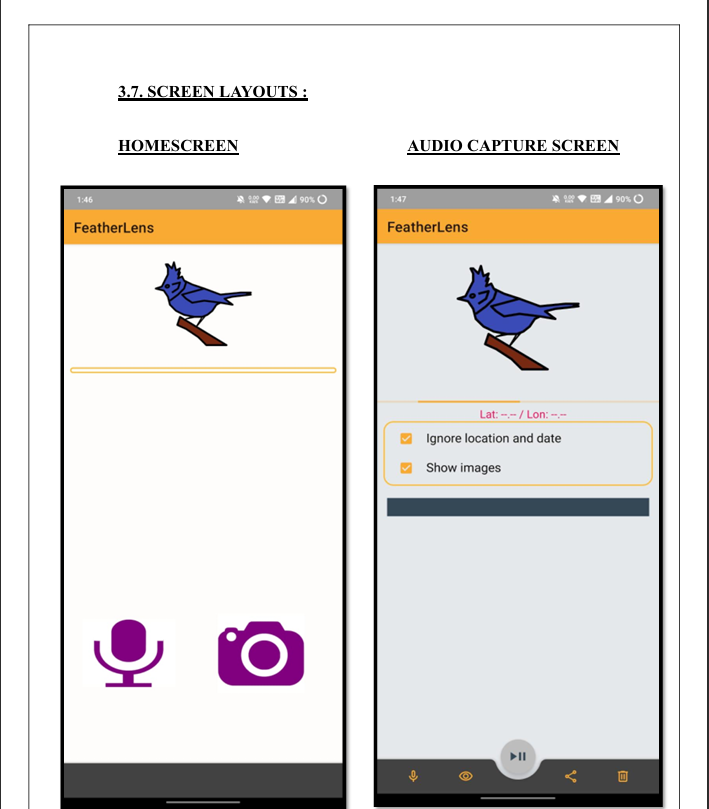 3.7. SCREEN LAYOUTS :
HOMESCREEN
AUDIO CAPTURE SCREEN
1:46
90%
FeatherLens
1:47
90%
FeatherLens
Lat: --.-- / Lon: --.--
Ignore location and date
Show images